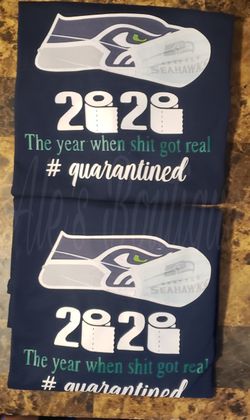 SEAHAWKS
2020
The year when shit got real
# quarantined
SEAHAWKS
2020
The year when shit got real
# quarantined